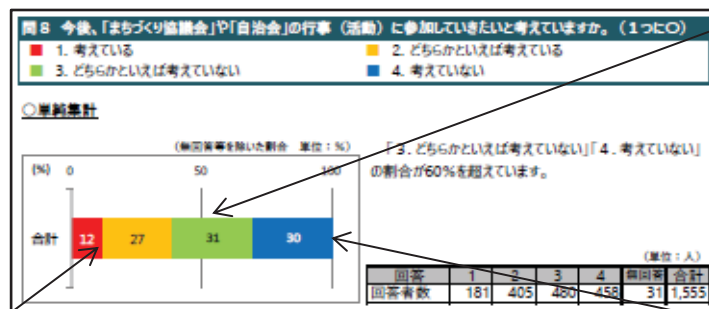 問8 今後、「まちづくり協議会」や「自治会」の行事（活動）に参加していきたいと考えていますか。（1つに○）
■ 1. 考えている ■ 2. どちらかといえば考えている
■ 3. どちらかといえば考えていない ■ 4. 考えていない
○単純集計
（無回答等を除いた割合 単位：%）
(%) 0 50 100
合計 12 27 31 30
「3．どちらかといえば考えていない」「4．考えていない」
の割合が60%を超えています。
（単位：人）
回答 1 2 3 4 無回答 合計
回答者数 181 405 480 458 31 1,555